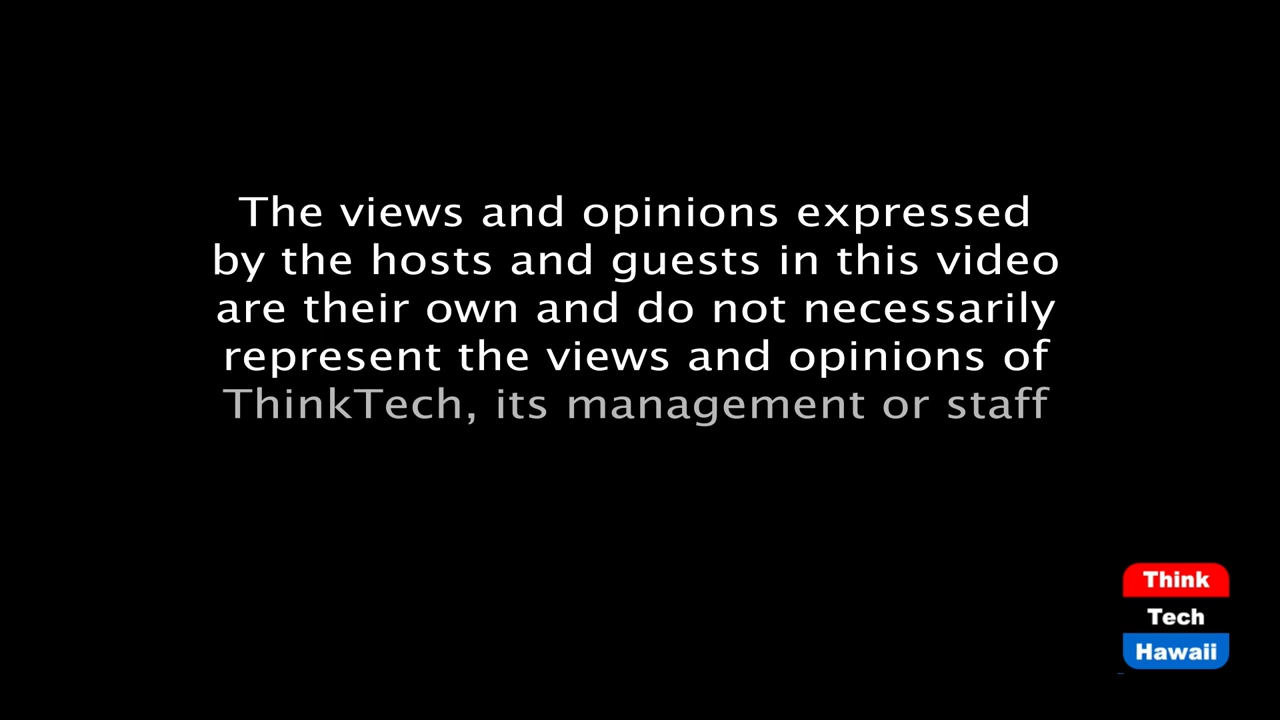 The views and opinions expressed
by the hosts and guests in this video
are their own and do not necessarily
represent the views and opinions of
ThinkTech, its management or staff
Think
Tech
Hawaii